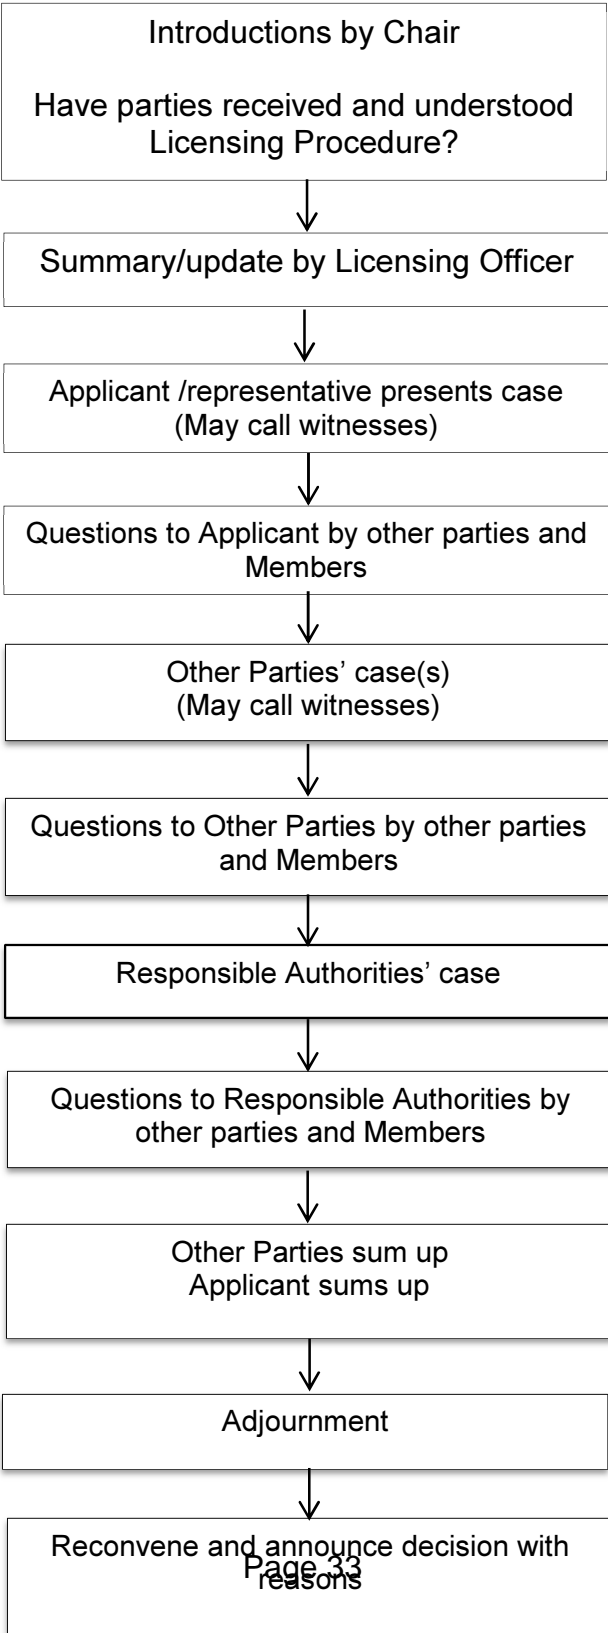 Introductions by Chair
Have parties received and understood
Licensing Procedure?
Summary/update by Licensing Officer
Applicant /representative presents case
(May call witnesses)
Questions to Applicant by other parties and
Members
Other Parties’ case(s)
(May call witnesses)
Questions to Other Parties by other parties
and Members
Responsible Authorities’ case
Questions to Responsible Authorities by
other parties and Members
Other Parties sum up
Applicant sums up
Adjournment
Reconvene and announce decision with
reasons
Page 33